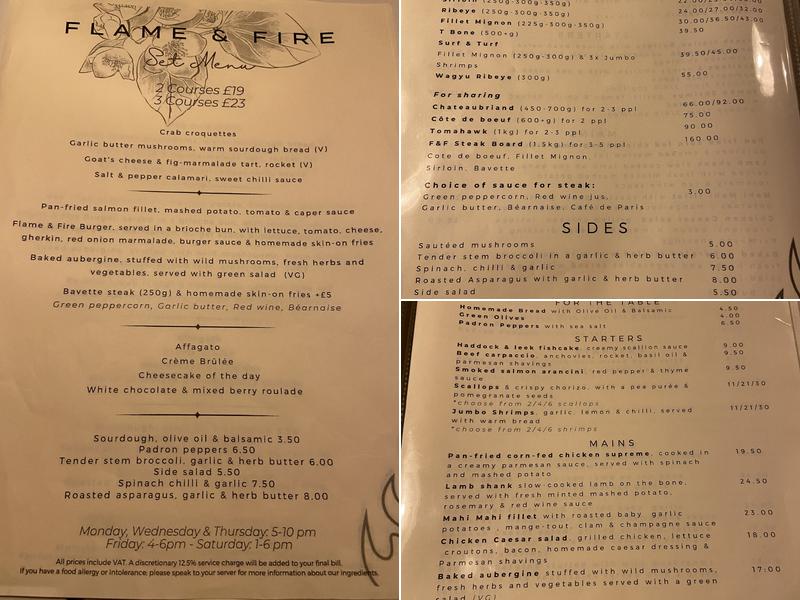 FLAME & FIRE
Set Menu
2 Courses £19
3 Courses £23
Crab croquettes
Garlic butter mushrooms, warm sourdough bread (V)
Goat's cheese & fig-marmalade tart, rocket (V)
Salt & pepper calamari, sweet chilli sauce
Pan-fried salmon fillet, mashed potato, tomato & caper sauce
Flame & Fire Burger, served in a brioche bun, with lettuce, tomato, cheese,
gherkin, red onion marmalade, burger sauce & homemade skin-on fries
Baked aubergine, stuffed with wild mushrooms, fresh herbs and
vegetables, served with green salad (VG)
Bavette steak (250g) & homemade skin-on fries +£5
Green peppercorn, Garlic butter, Red wine, Béarnaise
Affagato
Crème Brûlée
Cheesecake of the day
White chocolate & mixed berry roulade
Sourdough, olive oil & balsamic 3.50
Padron peppers 6.50
Tender stem broccoli, garlic & herb butter 6.00
Side salad 5.50
Spinach chilli & garlic 7.50
Roasted asparagus, garlic & herb butter 8.00
Monday, Wednesday & Thursday: 5-10 pm
Friday: 4-6pm - Saturday: 1-6 pm
All prices include VAT. A discretionary 12.5% service charge will be added to your final bill.
If you have a food allergy or intolerance; please speak to your server for more information about our ingredients.
Sirloin (250g-300g-350g)
Ribeye (250g-300g-350g) 24.00/27.00/32.00
Fillet Mignon (225g-300g-350g) 30.00/36.50/43.00
T Bone (500+g) 39.50
Surf & Turf
Fillet Mignon (250g-300g) & 3x Jumbo 39.50/45.00
Shrimps
Wagyu Ribeye (300g) 55.00
For sharing
Chateaubriand (450-700g) for 2-3 ppl 66.00/92.00
Côte de boeuf (600+g) for 2 ppl 75.00
Tomahawk (1kg) for 2-3 ppl 90.00
F&F Steak Board (1.5kg) for 3-5 ppl 160.00
Cote de boeuf, Fillet Mignon
Sirloin, Bavette
Choice of sauce for steak: 3.00
Green peppercorn, Red wine jus,
Garlic butter, Béarnaise, Café de Paris
SIDES
Sautéed mushrooms 5.00
Tender stem broccoli in a garlic & herb butter 6.00
Spinach, chilli & garlic 7.50
Roasted Asparagus with garlic & herb butter 8.00
Side salad 5.50
FOR THE TABLE
Homemade Bread with Olive Oil & Balsamic 4.50
Green Olives 4.00
Padron Peppers with sea salt 6.50
STARTERS
Haddock & leek fishcake, creamy scallion sauce 9.00
Beef carpaccio, anchovies, rocket, basil oil & 9.50
parmesan shavings
Smoked salmon arancini, red pepper & thyme 9.50
sauce
Scallops & crispy chorizo, with a pea purée & 11/21/30
pomegranate seeds
*choose from 2/4/6 scallops
Jumbo Shrimps, garlic, lemon & chilli, served 11/21/30
with warm bread
*choose from 2/4/6 shrimps
MAINS
Pan-fried corn-fed chicken supreme, cooked in 19.50
a creamy parmesan sauce, served with spinach
and mashed potato
Lamb shank slow-cooked lamb on the bone, 24.50
served with fresh minted mashed potato,
rosemary & red wine sauce
Mahi Mahi fillet with roasted baby garlic 23.00
potatoes, mange-tout, clam & champagne sauce
Chicken Caesar salad, grilled chicken, lettuce 18.00
croutons, bacon, homemade caesar dressing &
Parmesan shavings
Baked aubergine stuffed with wild mushrooms, 17:00
fresh herbs and vegetables served with a green
salad (VG)